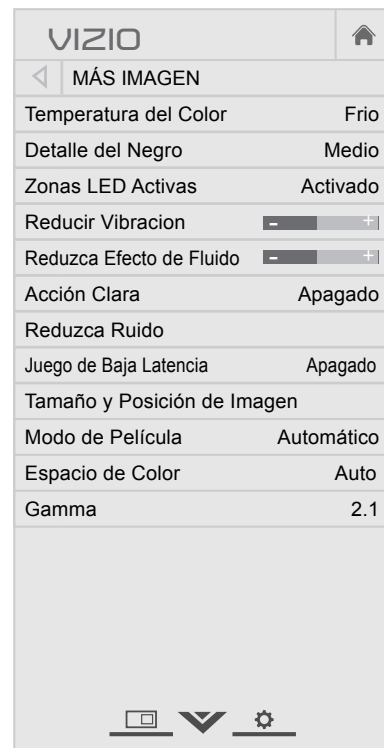 VIZIO
MÁS IMAGEN
Temperatura del Color Frio
Detalle del Negro Medio
Zonas LED Activas Activado
Reducir Vibracion - +
Reduzca Efecto de Fluido - +
Acción Clara Apagado
Reduzca Ruido
Juego de Baja Latencia Apagado
Tamaño y Posición de Imagen
Modo de Película Automático
Espacio de Color Auto
Gamma 2.1